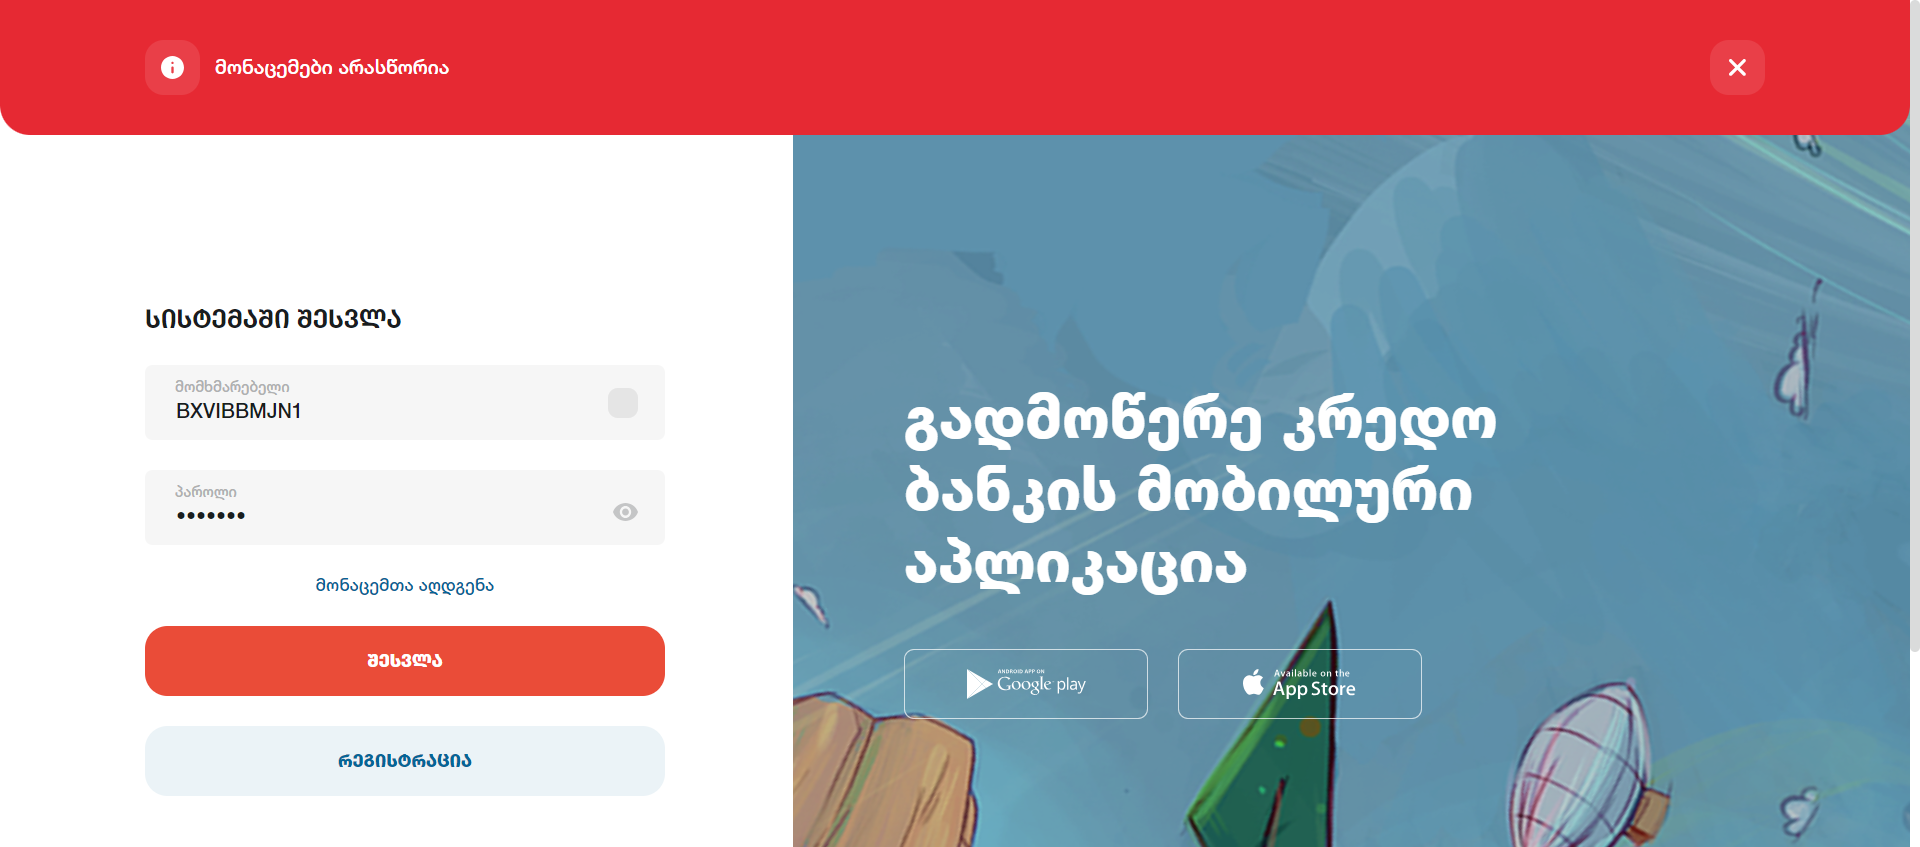 მონაცემები არასწორია
სისტემაში შესვლა
მომხმარებელი
BXVIBBMJN1
პაროლი
•••••••
მონაცემთა აღდგენა
შესვლა
რეგისტრაცია
გადმოწერე კრედო
ბანკის მობილური
აპლიკაცია
ANDROID APP ON
Google play
Available on the
App Store